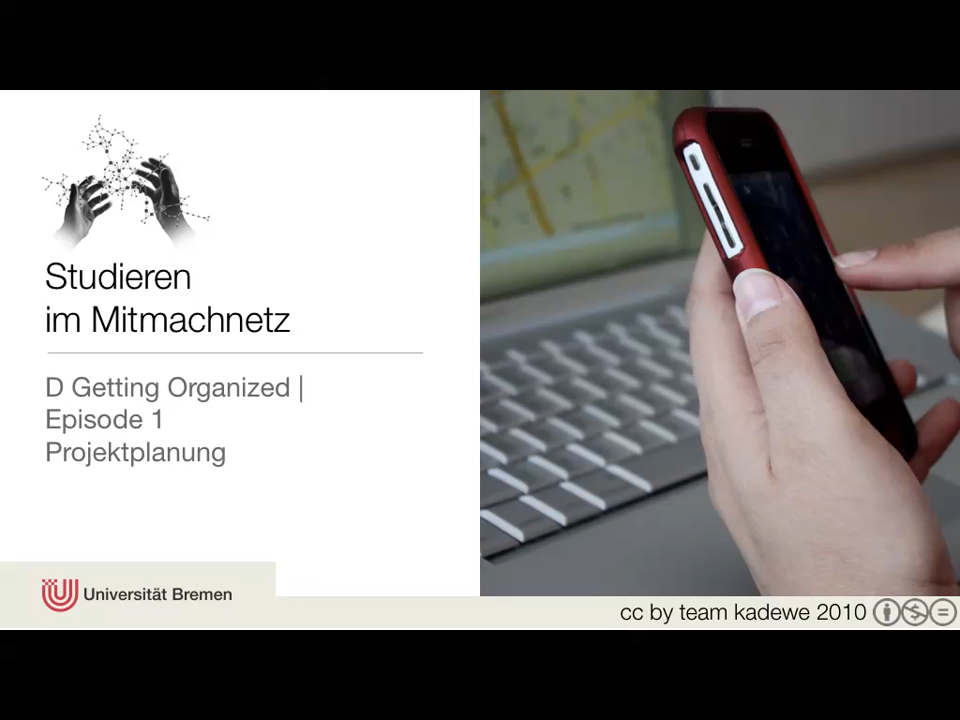 Studieren
im Mitmachnetz
D Getting Organized |
Episode 1
Projektplanung
Universität Bremen
cc by team kadewe 2010